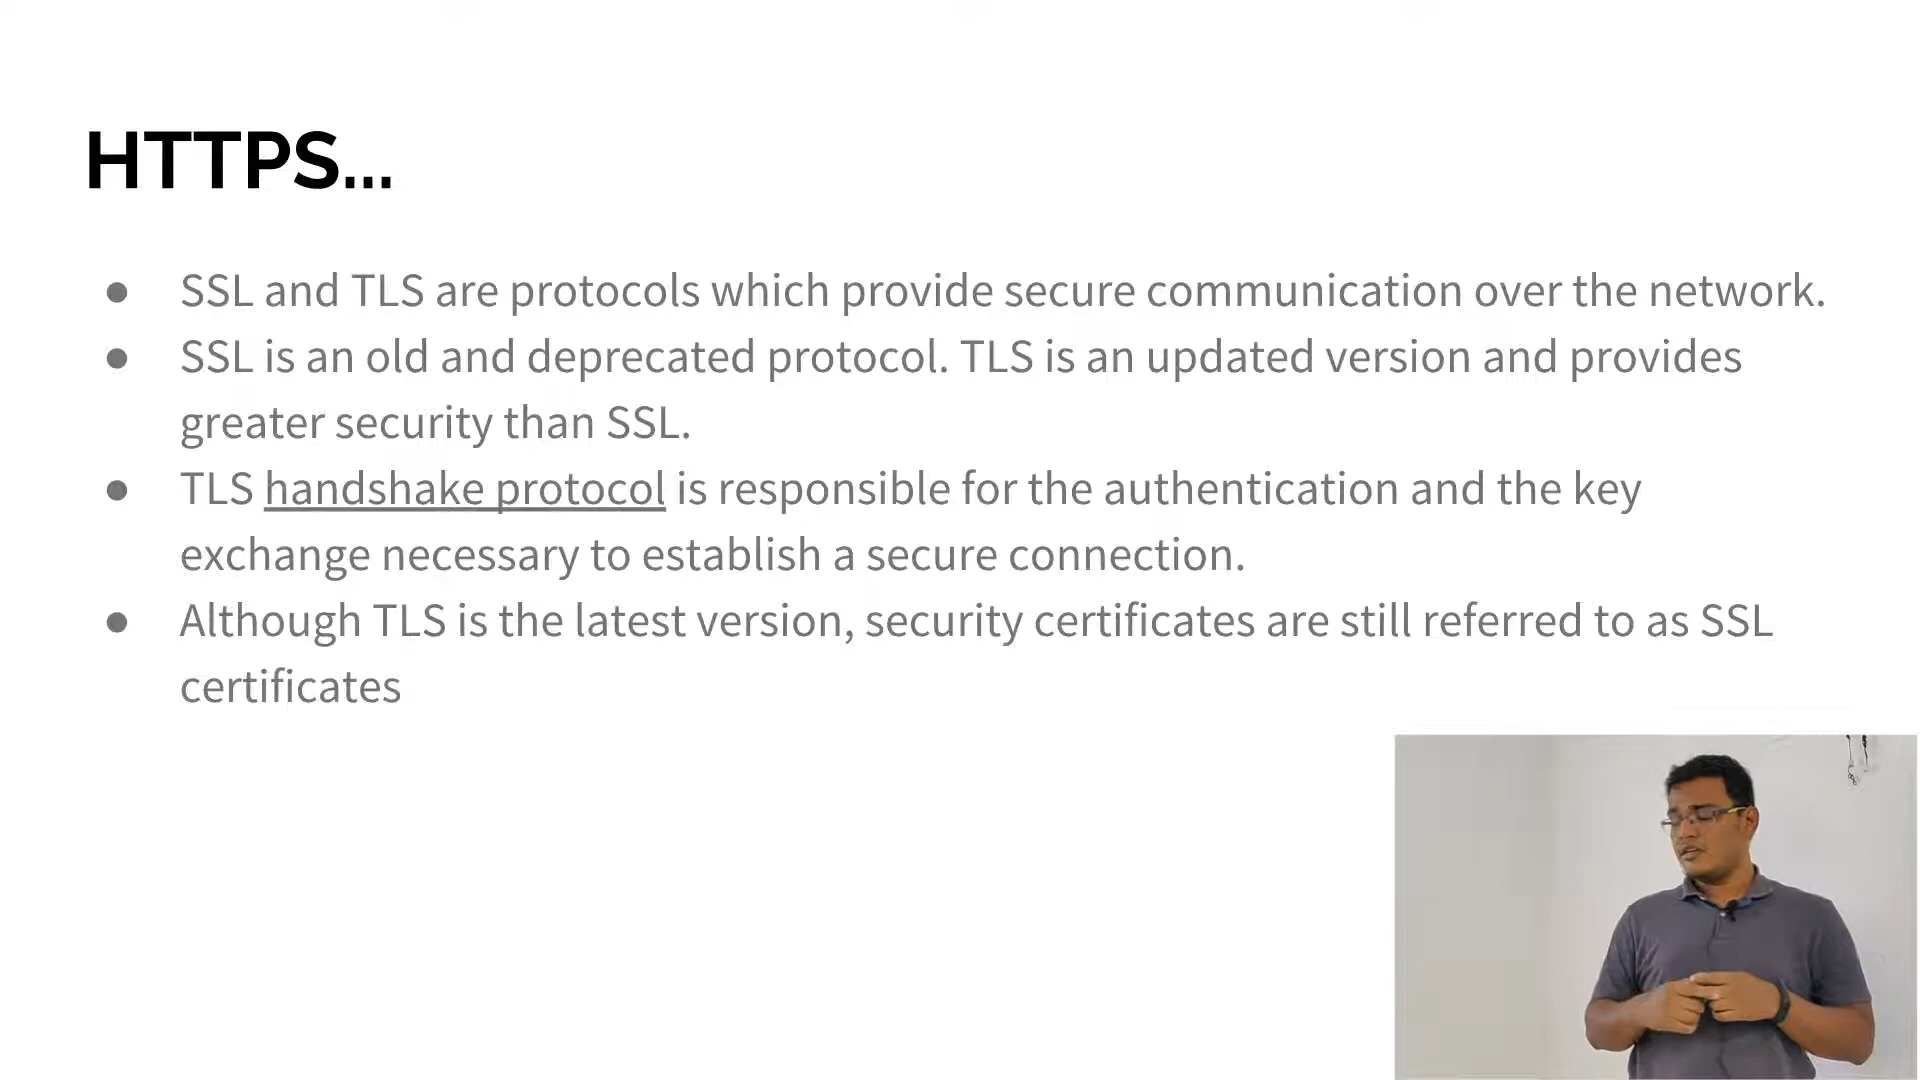 HTTPS...
● SSL and TLS are protocols which provide secure communication over the network.
● SSL is an old and deprecated protocol. TLS is an updated version and provides
greater security than SSL.
● TLS handshake protocol is responsible for the authentication and the key
exchange necessary to establish a secure connection.
● Although TLS is the latest version, security certificates are still referred to as SSL
certificates